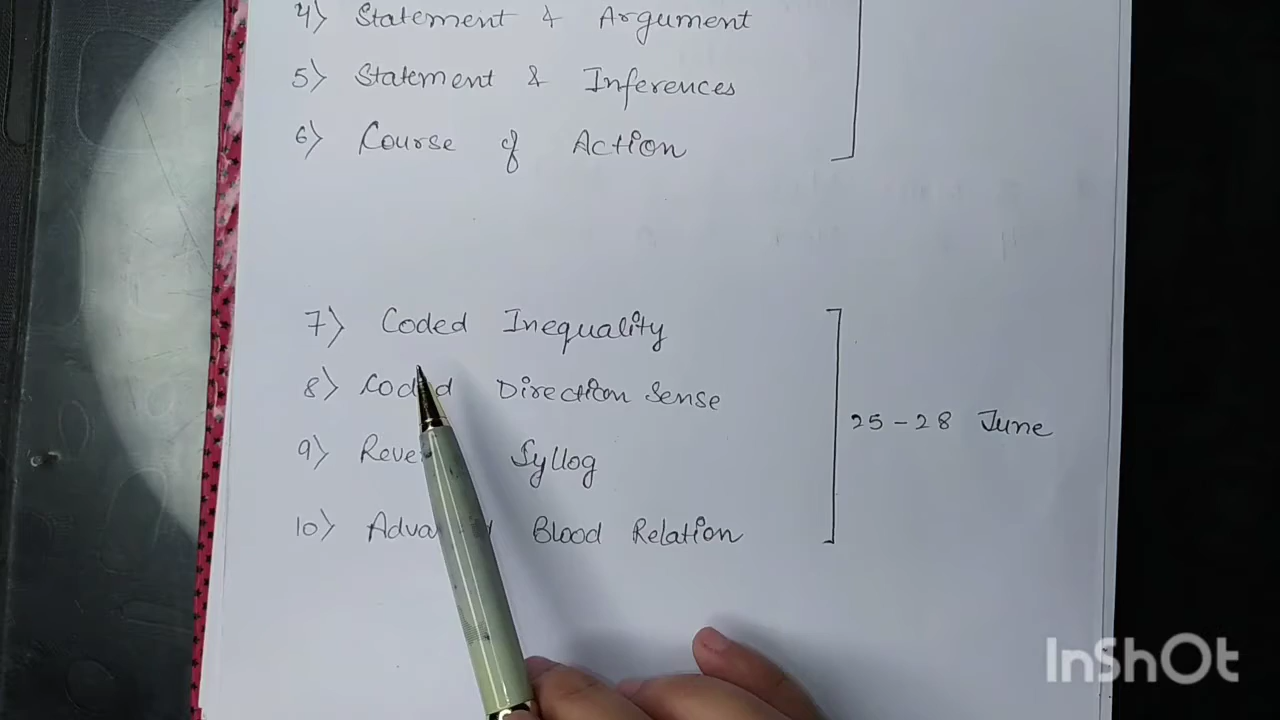 4) Statement & Argument
5) Statement & Inferences
6) Course of Action
7) Coded Inequality
8) Coded Direction Sense
9) Syllog
10) Blood Relation
25-28 June
InShOt